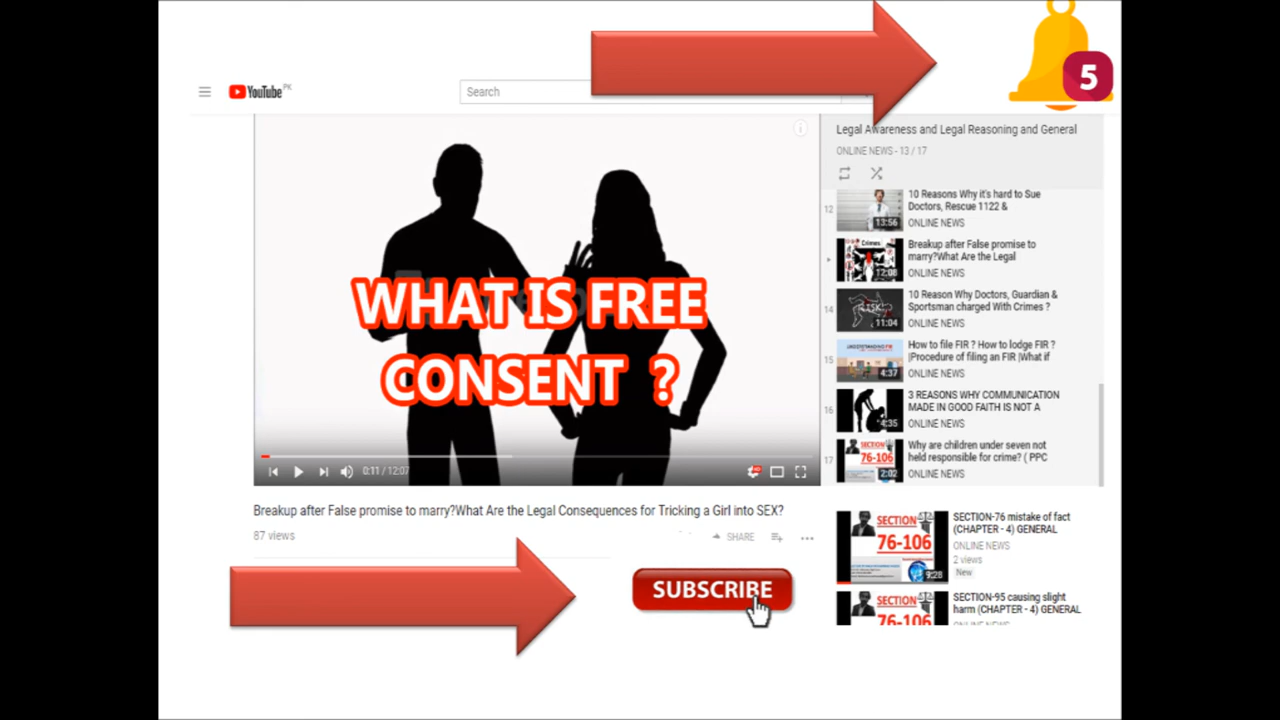 5
YouTube PK
Search
WHAT IS FREE
CONSENT ?
0:11 / 12:07
Breakup after False promise to marry?What Are the Legal Consequences for Tricking a Girl into SEX?
87 views
SHARE
SUBSCRIBE
Legal Awareness and Legal Reasoning and General
ONLINE NEWS - 13 / 17
12
13:56
10 Reasons Why it's hard to Sue
Doctors, Rescue 1122 &
ONLINE NEWS
Crimes
12:08
Breakup after False promise to
marry?What Are the Legal
ONLINE NEWS
14
RISK!
11:04
10 Reason Why Doctors, Guardian &
Sportsman charged With Crimes ?
ONLINE NEWS
15
4:37
How to file FIR ? How to lodge FIR ?
|Procedure of filing an FIR |What if
ONLINE NEWS
16
4:35
3 REASONS WHY COMMUNICATION
MADE IN GOOD FAITH IS NOT A
ONLINE NEWS
17
SECTION
76-106
2:02
Why are children under seven not
held responsible for crime? ( PPC
ONLINE NEWS
SECTION
76-106
9:28
SECTION-76 mistake of fact
(CHAPTER - 4) GENERAL
ONLINE NEWS
2 views
New
SECTION
76-106
SECTION-95 causing slight
harm (CHAPTER - 4) GENERAL